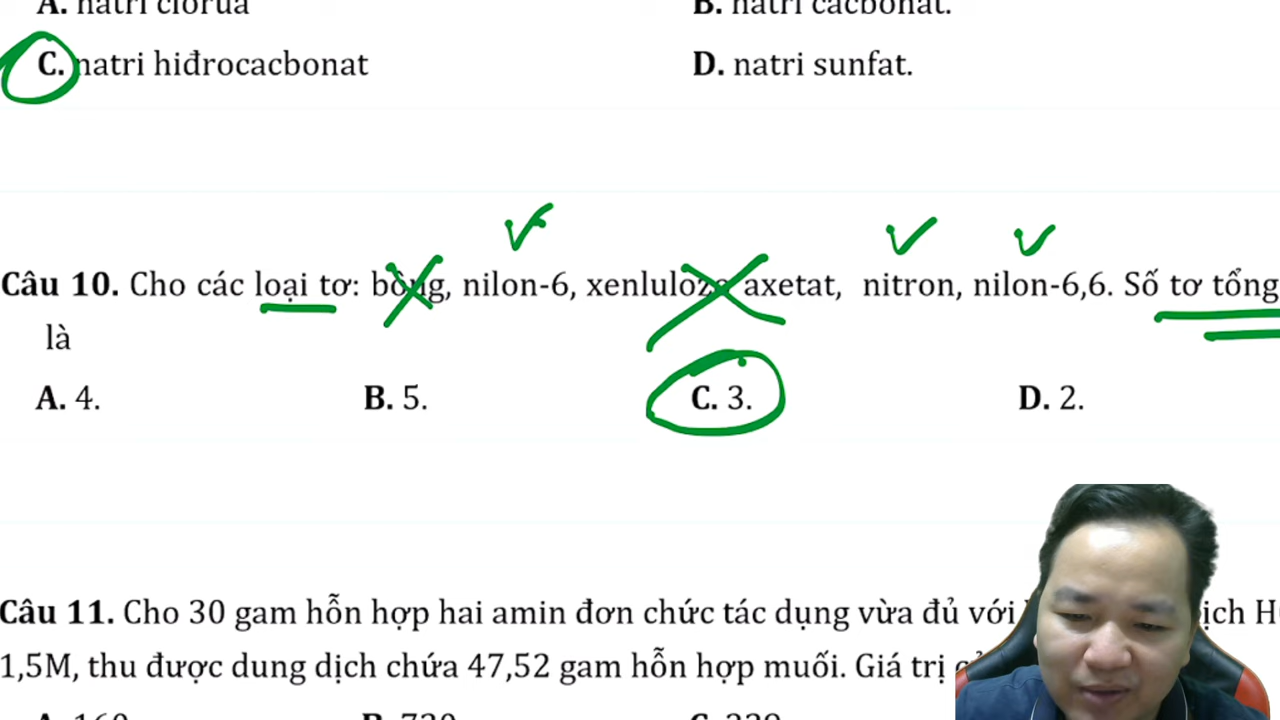 A. natri clorua
B. natri cacbonat.
C. natri hiđrocacbonat
D. natri sunfat.
Câu 10. Cho các loại tơ: bông, nilon-6, xenlulozơ axetat, nitron, nilon-6,6. Số tơ tổng
là
A. 4.
B. 5.
C. 3.
D. 2.
Câu 11. Cho 30 gam hỗn hợp hai amin đơn chức tác dụng vừa đủ với
1,5M, thu được dung dịch chứa 47,52 gam hỗn hợp muối. Giá trị
A. 160
B. 720
C. 329